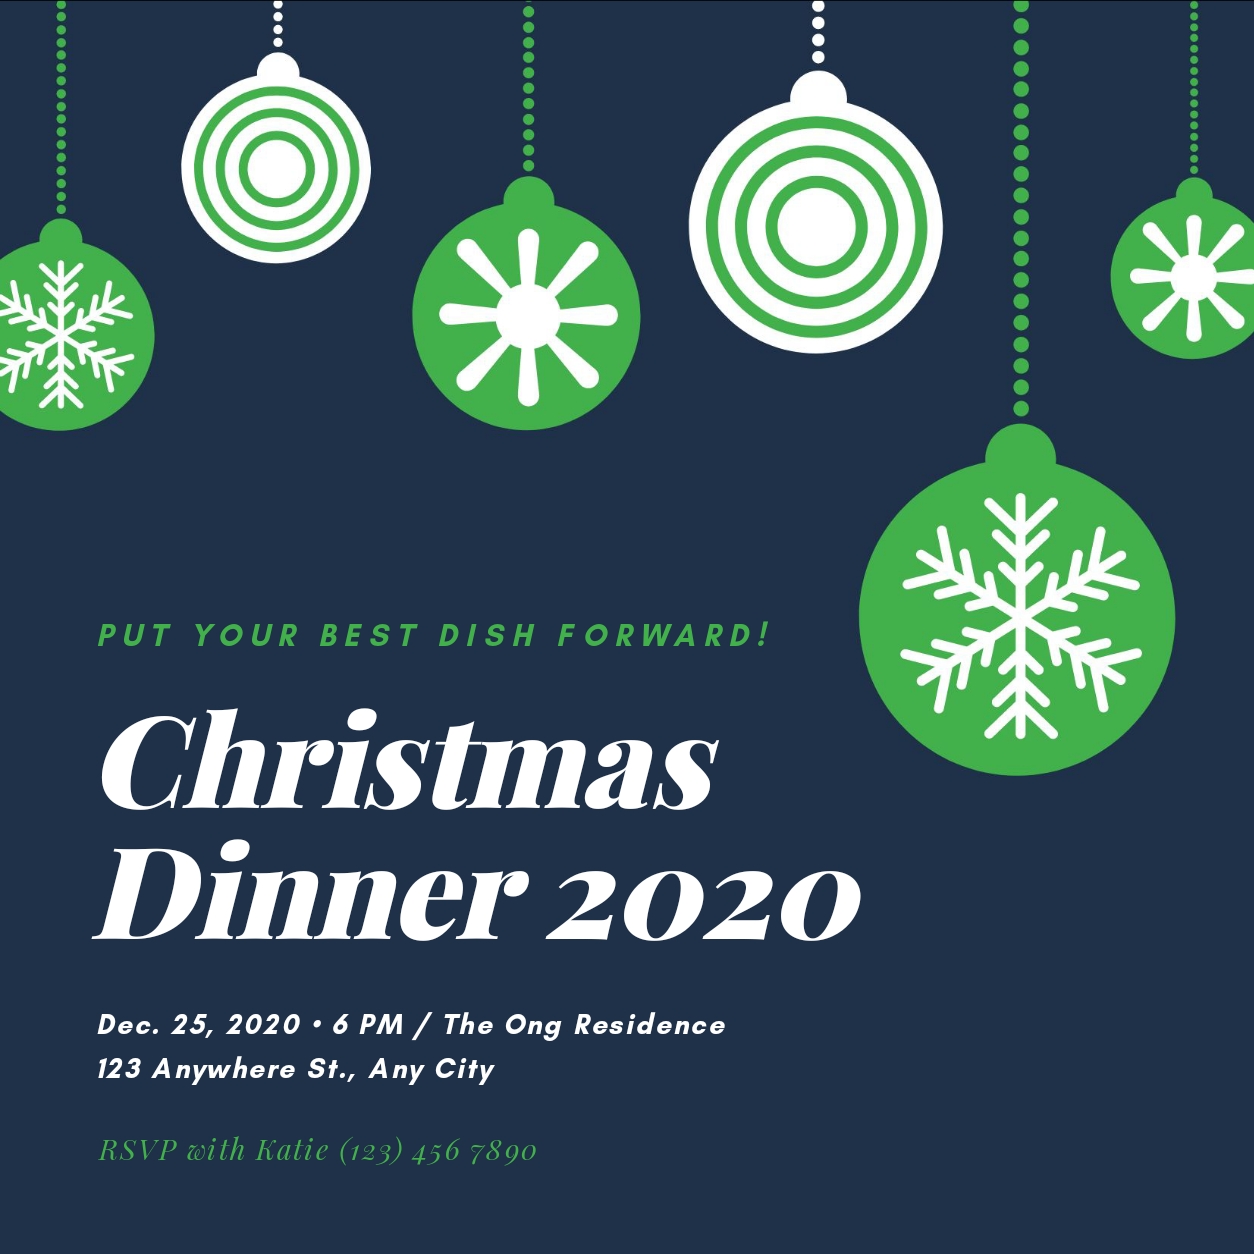 PUT YOUR BEST DISH FORWARD!
Christmas
Dinner 2020
Dec. 25, 2020 • 6 PM / The Ong Residence
123 Anywhere St., Any City
RSVP with Katie (123) 456 7890